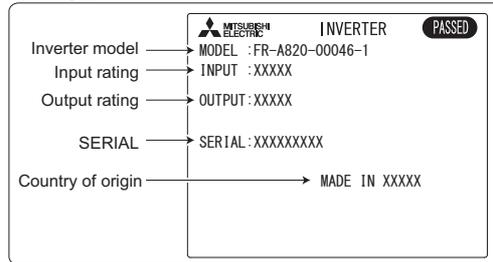 MITSUBISHI ELECTRIC INVERTER PASSED
Inverter model MODEL :FR-A820-00046-1
Input rating INPUT :XXXXX
Output rating OUTPUT:XXXXX
SERIAL SERIAL:XXXXXXXXX
Country of origin MADE IN XXXXX